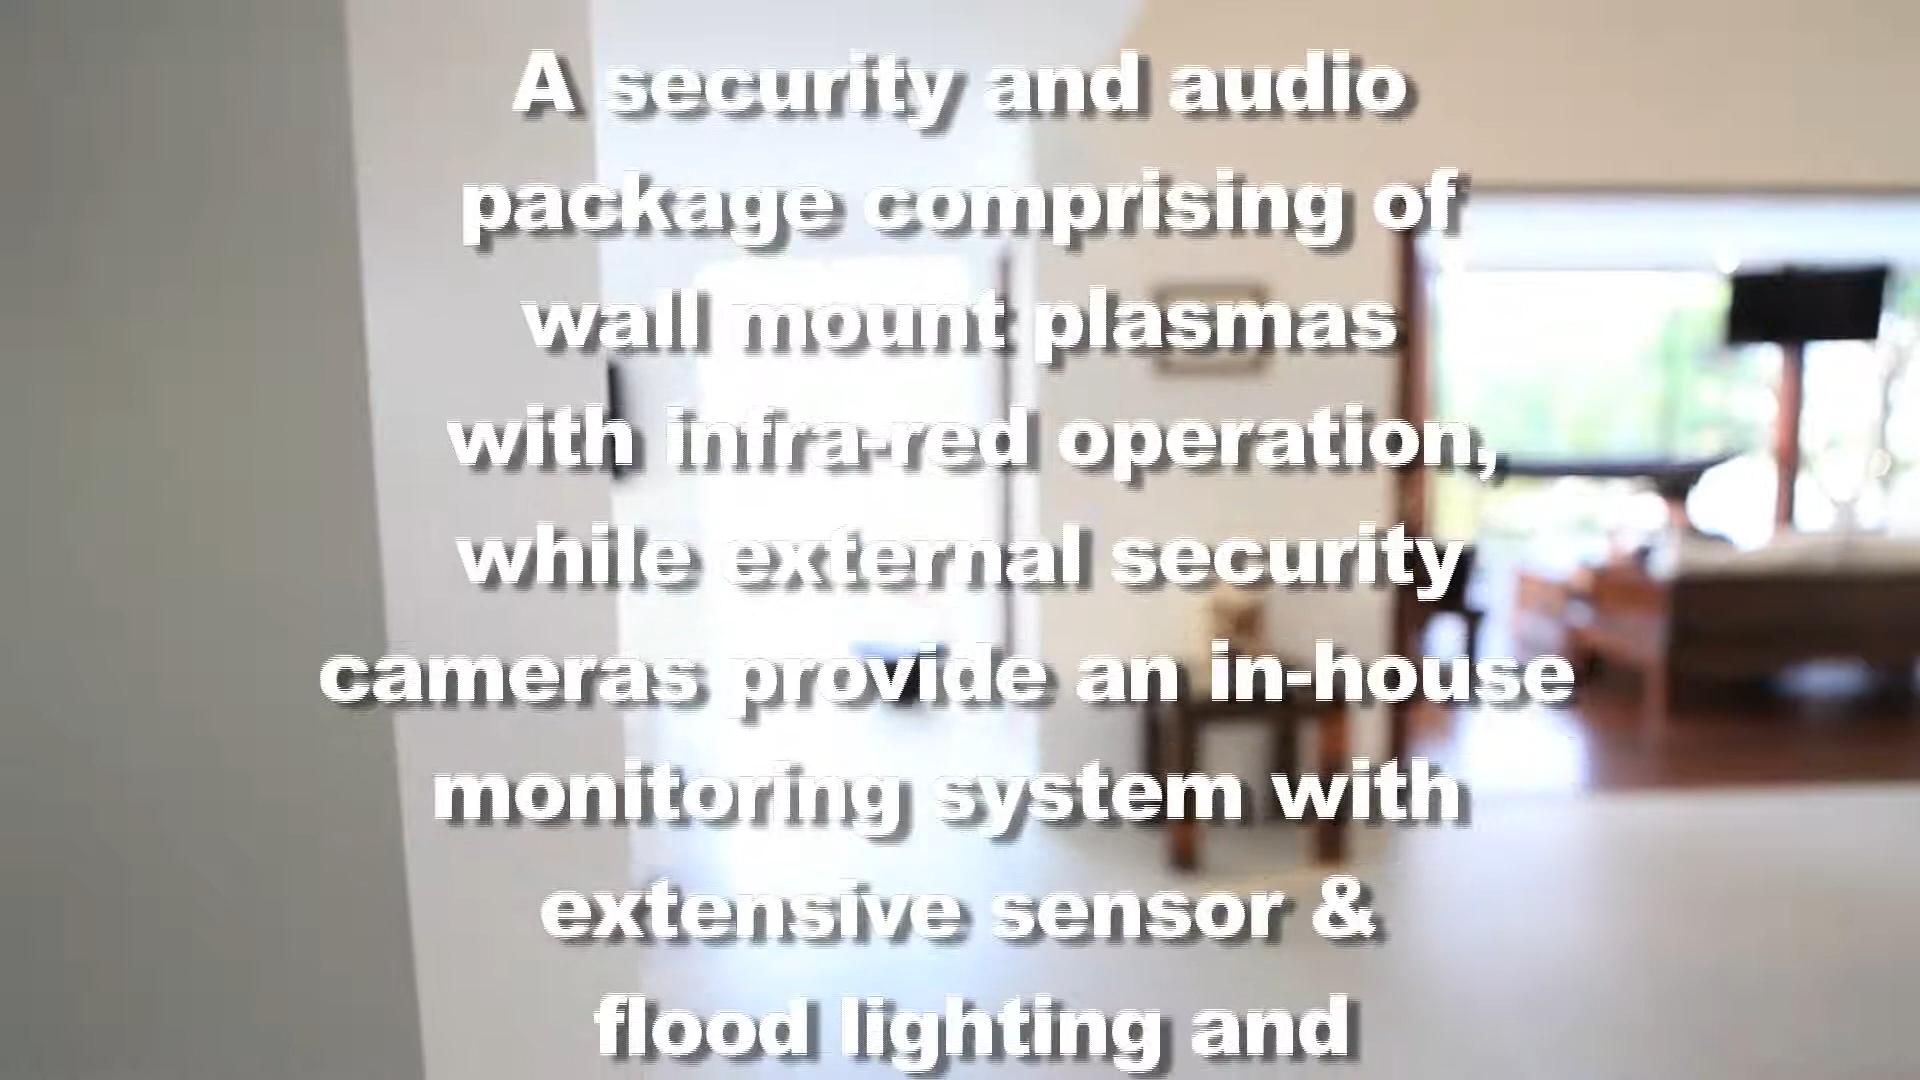 A security and audio
package comprising of
wall mount plasmas
with infra-red operation,
while external security
cameras provide an in-house
monitoring system with
extensive sensor &
flood lighting and